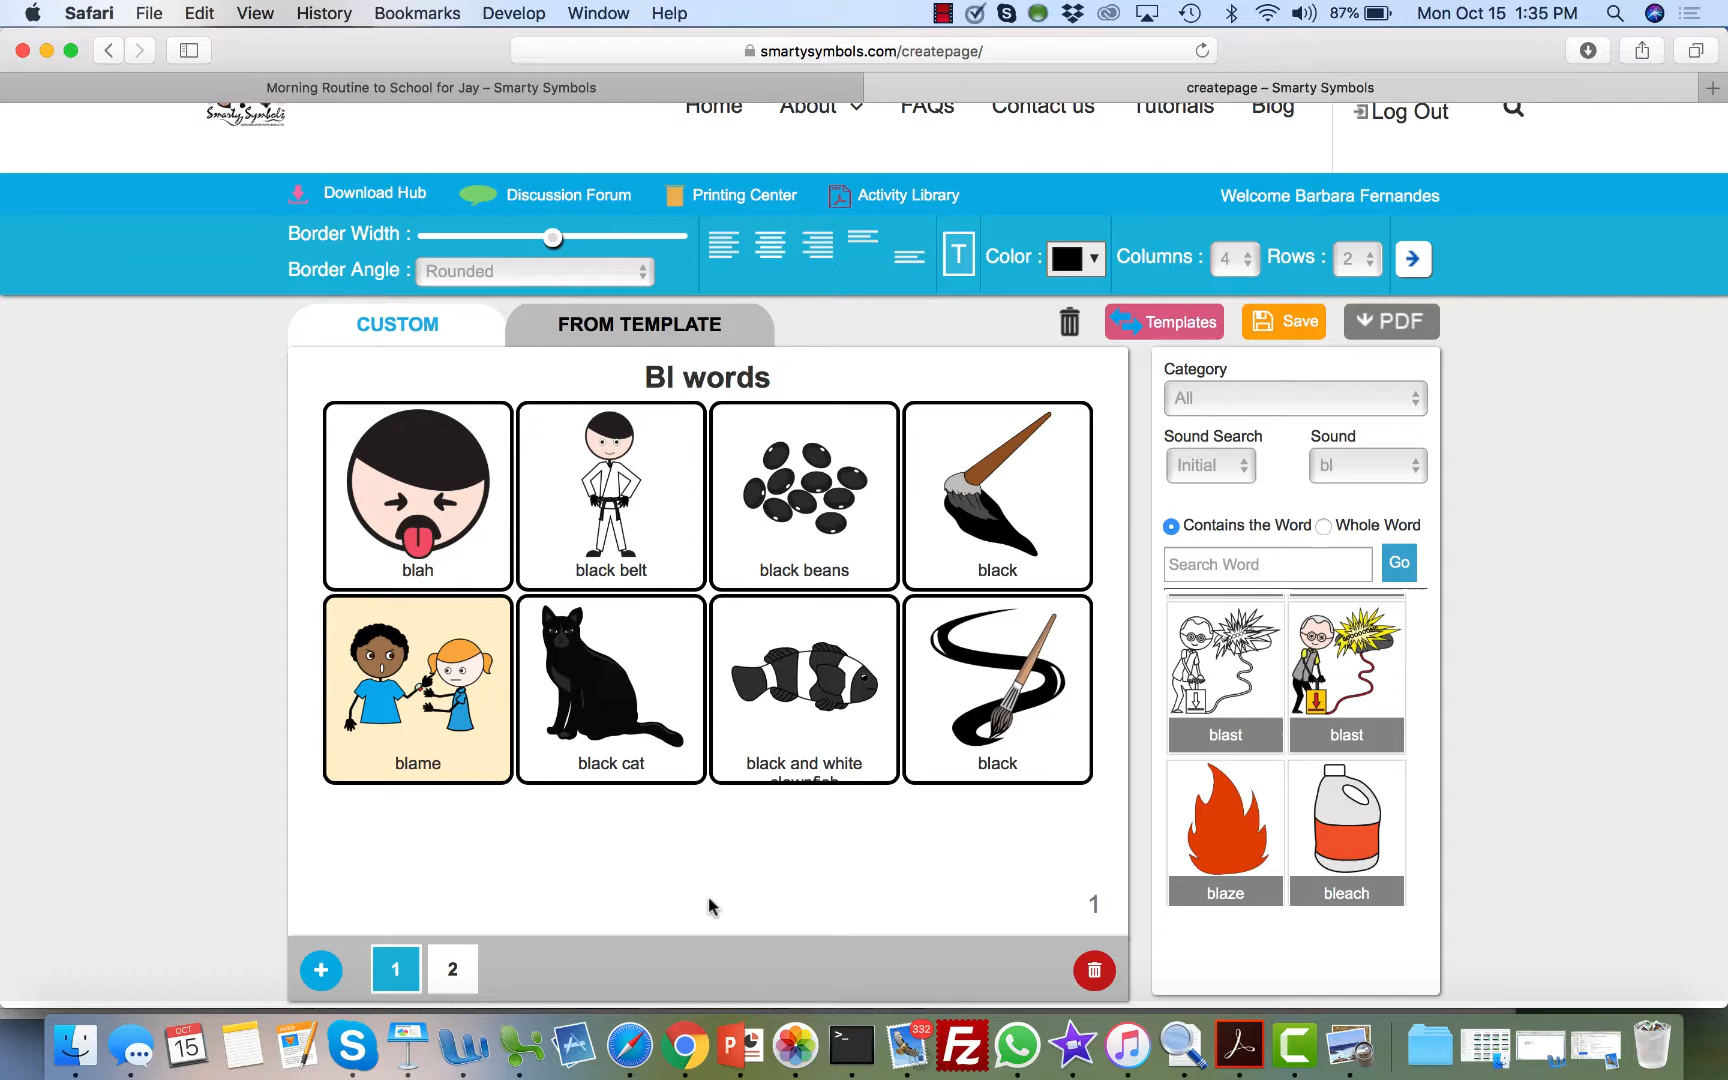 Safari File Edit View History Bookmarks Develop Window Help 87% Mon Oct 15 1:35 PM
smartysymbols.com/createpage/
Morning Routine to School for Jay – Smarty Symbols createpage – Smarty Symbols
Smarty Symbols
Home About FAQs Contact us Tutorials Blog Log Out
Download Hub Discussion Forum Printing Center Activity Library Welcome Barbara Fernandes
Border Width :
Border Angle : Rounded
T Color : Columns : 4 Rows : 2
CUSTOM FROM TEMPLATE Templates Save PDF
Bl words
blah black belt black beans black
blame black cat black and white clownfish black
1
1 2
Category
All
Sound Search Sound
Initial bl
Contains the Word Whole Word
Search Word Go
blast blast
blaze bleach
OCT
15
332